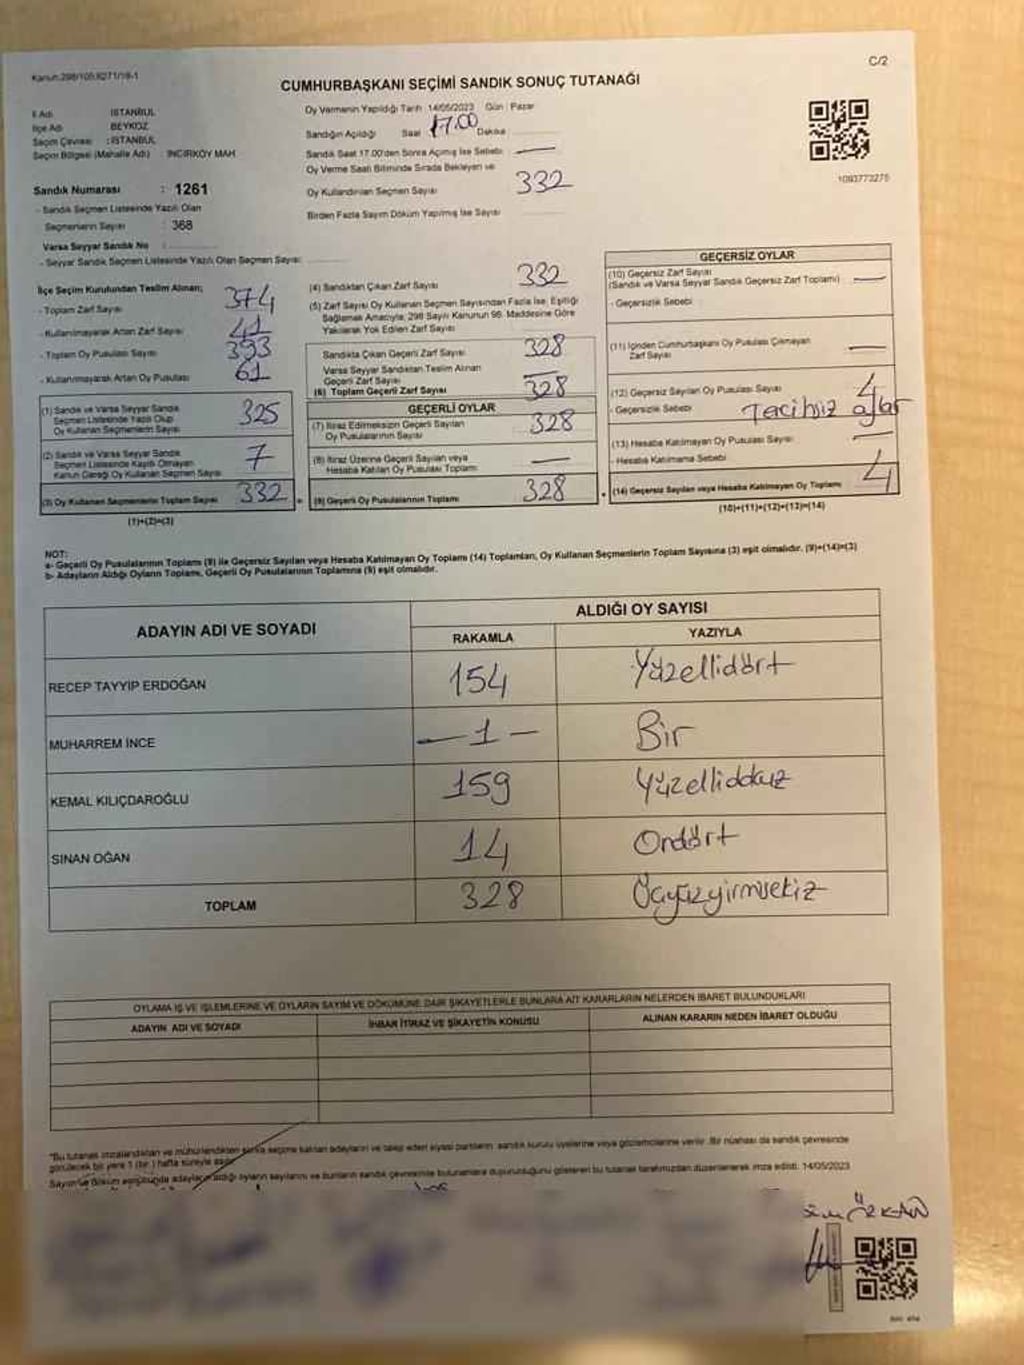 Kanun:298/105,6271/19-1
C/2
CUMHURBAŞKANI SEÇİMİ SANDIK SONUÇ TUTANAĞI
İl Adı : İSTANBUL
İlçe Adı : BEYKOZ
Seçim Çevresi : İSTANBUL
Seçim Bölgesi (Mahalle Adı) : İNCİRKÖY MAH.
Sandık Numarası : 1261
- Sandık Seçmen Listesinde Yazılı Olan
Seçmenlerin Sayısı : 368
Varsa Seyyar Sandık No :
- Seyyar Sandık Seçmen Listesinde Yazılı Olan Seçmen Sayısı:
Oy Vermenin Yapıldığı Tarih 14/05/2023 Gün : Pazar
Sandığın Açıldığı Saat 17.00 Dakika
Sandık Saat 17.00'den Sonra Açılmış İse Sebebi: —
Oy Verme Saati Bitiminde Sırada Bekleyen ve
Oy Kullandırılan Seçmen Sayısı 332
Birden Fazla Sayım Döküm Yapılmış İse Sayısı
1093773275
İlçe Seçim Kurulundan Teslim Alınan;
- Toplam Zarf Sayısı 374
- Kullanılmayarak Artan Zarf Sayısı 41
- Toplam Oy Pusulası Sayısı 393
- Kullanılmayarak Artan Oy Pusulası 61
(1) Sandık ve Varsa Seyyar Sandık
Seçmen Listesinde Yazılı Olup
Oy Kullanan Seçmenlerin Sayısı 325
(2) Sandık ve Varsa Seyyar Sandık
Seçmen Listesinde Kayıtlı Olmayan
Kanun Gereği Oy Kullanan Seçmen Sayısı 7
(3) Oy Kullanan Seçmenlerin Toplam Sayısı 332
(1)+(2)=(3)
(4) Sandıktan Çıkan Zarf Sayısı 332
(5) Zarf Sayısı Oy Kullanan Seçmen Sayısından Fazla İse, Eşitliği
Sağlamak Amacıyla; 298 Sayılı Kanunun 98. Maddesine Göre
Yakılarak Yok Edilen Zarf Sayısı
Sandıkta Çıkan Geçerli Zarf Sayısı 328
Varsa Seyyar Sandıktan Teslim Alınan
Geçerli Zarf Sayısı —
(6) Toplam Geçerli Zarf Sayısı 328
GEÇERLİ OYLAR
(7) İtiraz Edilmeksizin Geçerli Sayılan
Oy Pusulalarının Sayısı 328
(8) İtiraz Üzerine Geçerli Sayılan veya
Hesaba Katılan Oy Pusulası Toplamı —
(9) Geçerli Oy Pusulalarının Toplamı 328
GEÇERSİZ OYLAR
(10) Geçersiz Zarf Sayısı
(Sandık ve Varsa Seyyar Sandık Geçersiz Zarf Toplamı) —
- Geçersizlik Sebebi:
(11) İçinden Cumhurbaşkanı Oy Pusulası Çıkmayan
Zarf Sayısı —
(12) Geçersiz Sayılan Oy Pusulası Sayısı 4
- Geçersizlik Sebebi Tercihsiz oylar
(13) Hesaba Katılmayan Oy Pusulası Sayısı —
- Hesaba Katılmama Sebebi
(14) Geçersiz Sayılan veya Hesaba Katılmayan Oy Toplamı 4
(10)+(11)+(12)+(13)=(14)
NOT:
a- Geçerli Oy Pusulalarının Toplamı (9) ile Geçersiz Sayılan veya Hesaba Katılmayan Oy Toplamı (14) Toplamları, Oy Kullanan Seçmenlerin Toplam Sayısına (3) eşit olmalıdır. (9)+(14)=(3)
b- Adayların Aldığı Oyların Toplamı, Geçerli Oy Pusulalarının Toplamına (9) eşit olmalıdır.
ADAYIN ADI VE SOYADI
ALDIĞI OY SAYISI
RAKAMLA YAZIYLA
RECEP TAYYİP ERDOĞAN 154 Yüzellidört
MUHARREM İNCE — 1 — Bir
KEMAL KILIÇDAROĞLU 159 Yüzellidokuz
SİNAN OĞAN 14 Ondört
TOPLAM 328 Üçyüzyirmisekiz
OYLAMA İŞ VE İŞLEMLERİNE VE OYLARIN SAYIM VE DÖKÜMÜNE DAİR ŞİKAYETLERLE BUNLARA AİT KARARLARIN NELERDEN İBARET BULUNDUKLARI
ADAYIN ADI VE SOYADI İHBAR İTİRAZ VE ŞİKAYETİN KONUSU ALINAN KARARIN NEDEN İBARET OLDUĞU
"Bu tutanak imzalandıktan ve mühürlendikten sonra seçime katılan adayların ve talep eden siyasi partilerin sandık kurulu üyelerine veya gözlemcilerine verilir. Bir nüshası da sandık çevresinde
görülecek bir yere 1 (bir) hafta süreyle asılır.
Sayım ve döküm sonucunda adayların aldığı oyların sayılarını ve bunların sandık çevresinde bulunanlara duyurulduğunu gösteren bu tutanak tarafımızdan düzenlenerek imza edildi. 14/05/2023
ÖZKAN